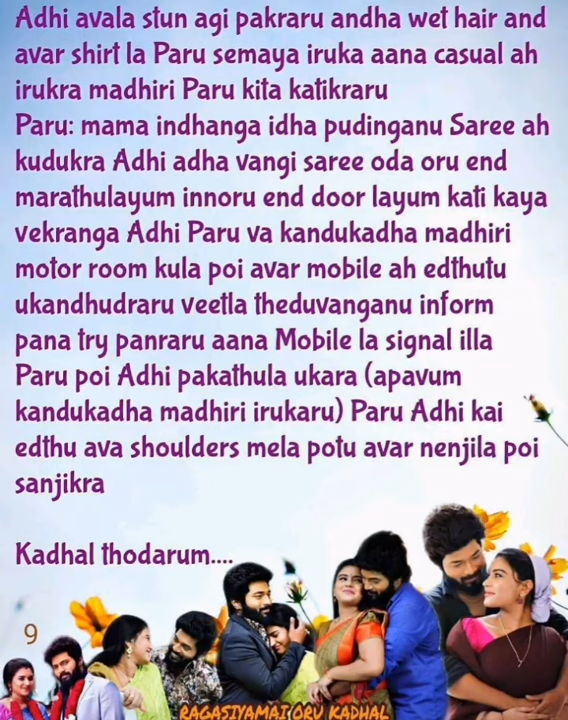 Adhi avala stun agi pakraru andha wet hair and
avar shirt la Paru semaya iruka aana casual ah
irukra madhiri Paru kita katikraru
Paru: mama indhanga idha pudinganu Saree ah
kudukra Adhi adha vangi saree oda oru end
marathulayum innoru end door layum kati kaya
vekranga Adhi Paru va kandukadha madhiri
motor room kula poi avar mobile ah edthutu
ukandhudraru veetla theduvanganu inform
pana try panraru aana Mobile la signal illa
Paru poi Adhi pakathula ukara (apavum
kandukadha madhiri irukaru) Paru Adhi kai
edthu ava shoulders mela potu avar nenjila poi
sanjikra
Kadhal thodarum....
9
RAGASIYAMAI ORU KADHAL